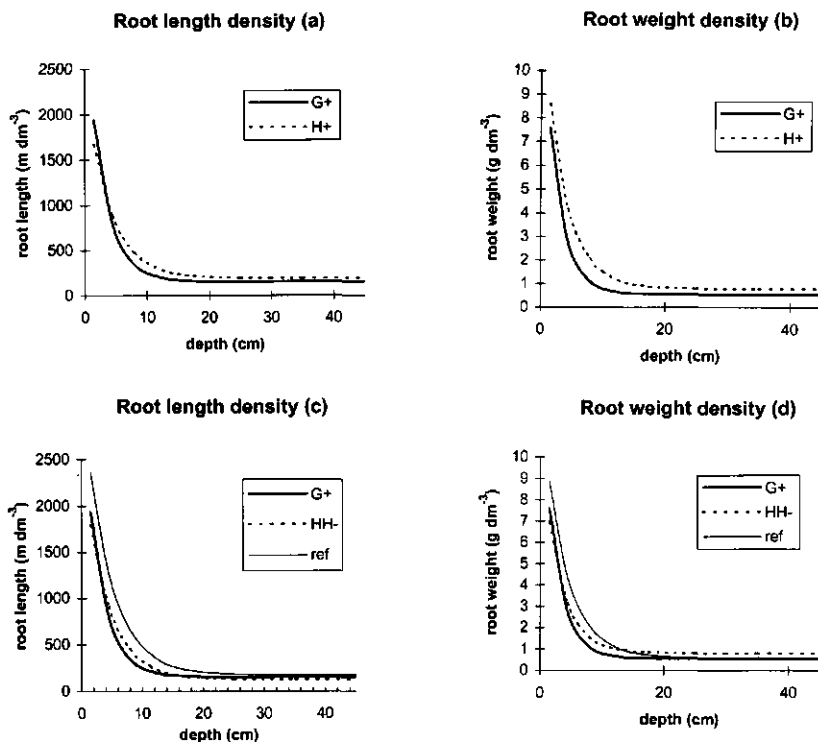 Root length density (a)
root length (m dm⁻³)
2500
2000
1500
1000
500
0
0 10 20 30 40
depth (cm)
G+
H+
Root weight density (b)
root weight (g dm⁻³)
10
9
8
7
6
5
4
3
2
1
0
0 20 40
depth (cm)
G+
H+
Root length density (c)
root length (m dm⁻³)
2500
2000
1500
1000
500
0
0 10 20 30 40
depth (cm)
G+
HH-
ref
Root weight density (d)
root weight (g dm⁻³)
10
9
8
7
6
5
4
3
2
1
0
0 20 40
depth (cm)
G+
HH-
ref